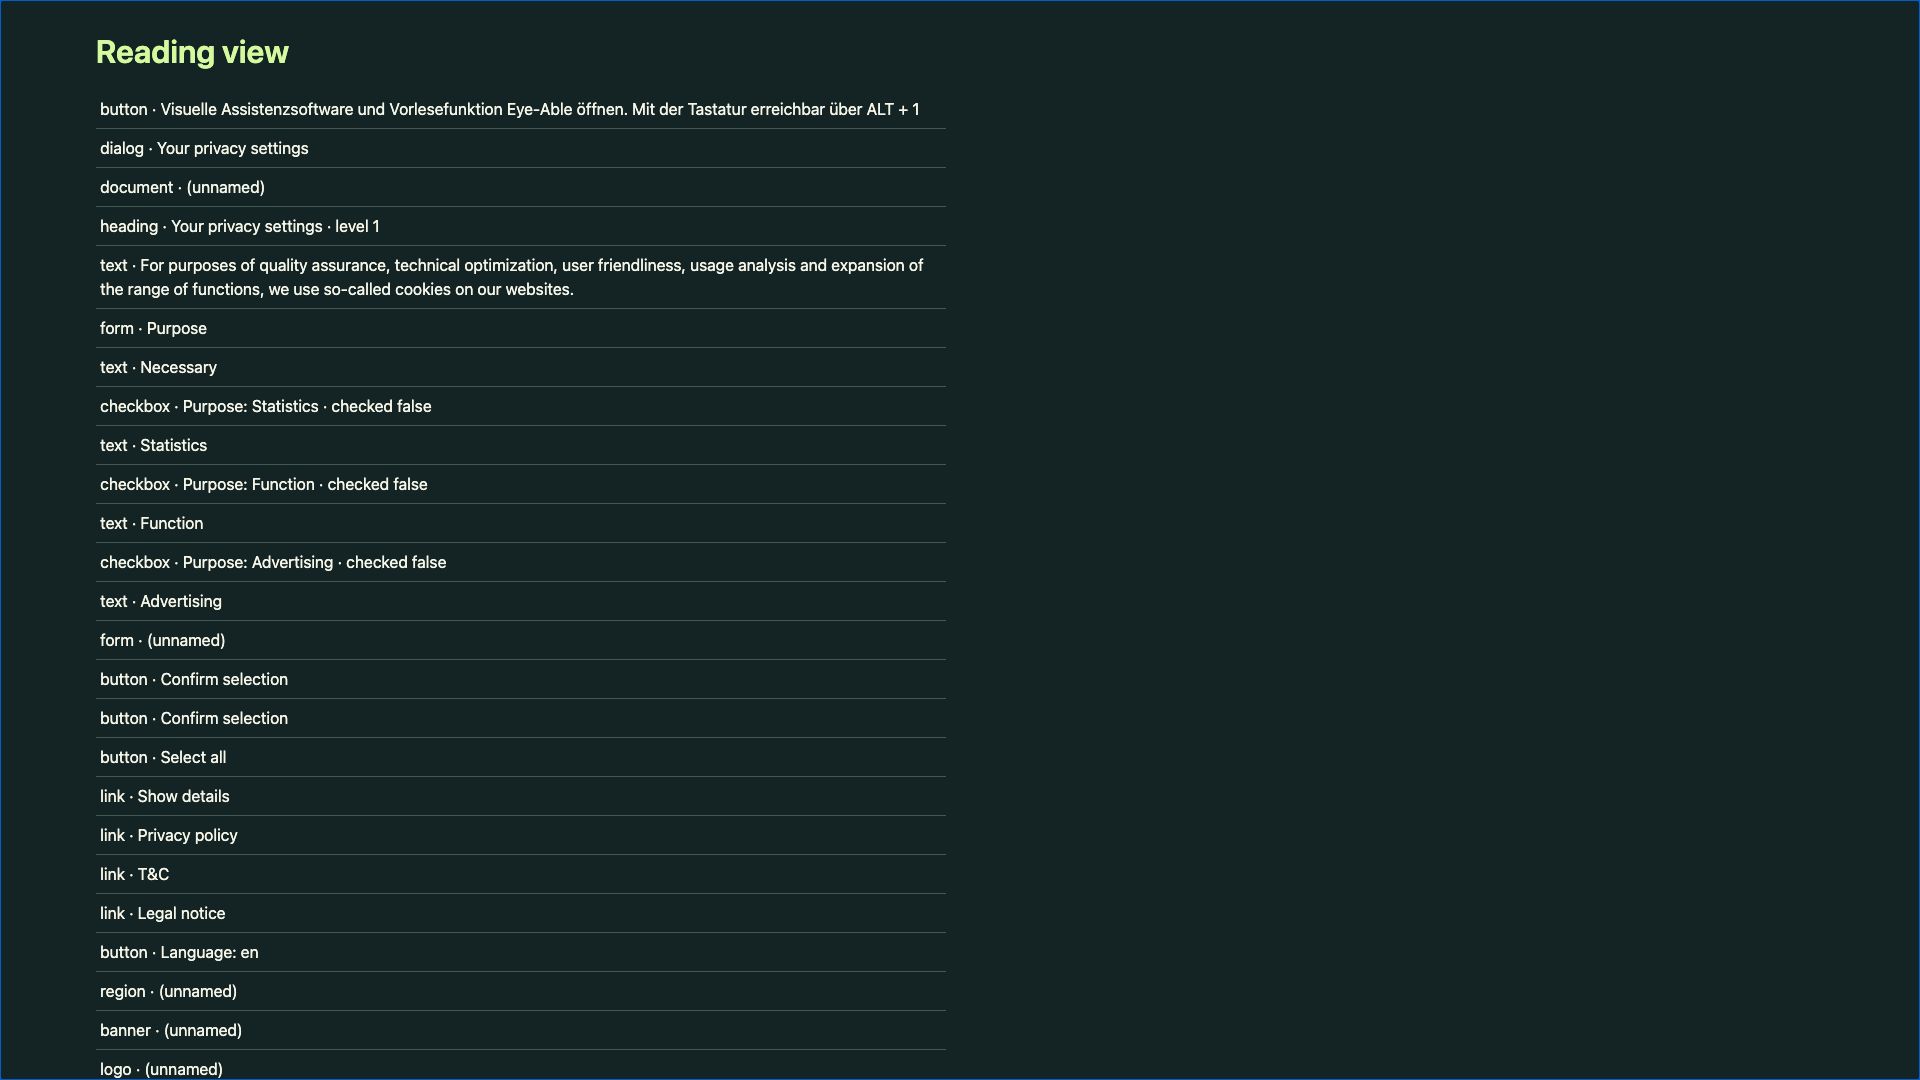 Reading view
button · Visuelle Assistenzsoftware und Vorlesefunktion Eye-Able öffnen. Mit der Tastatur erreichbar über ALT + 1
dialog · Your privacy settings
document · (unnamed)
heading · Your privacy settings · level 1
text · For purposes of quality assurance, technical optimization, user friendliness, usage analysis and expansion of
the range of functions, we use so-called cookies on our websites.
form · Purpose
text · Necessary
checkbox · Purpose: Statistics · checked false
text · Statistics
checkbox · Purpose: Function · checked false
text · Function
checkbox · Purpose: Advertising · checked false
text · Advertising
form · (unnamed)
button · Confirm selection
button · Confirm selection
button · Select all
link · Show details
link · Privacy policy
link · T&C
link · Legal notice
button · Language: en
region · (unnamed)
banner · (unnamed)
logo · (unnamed)